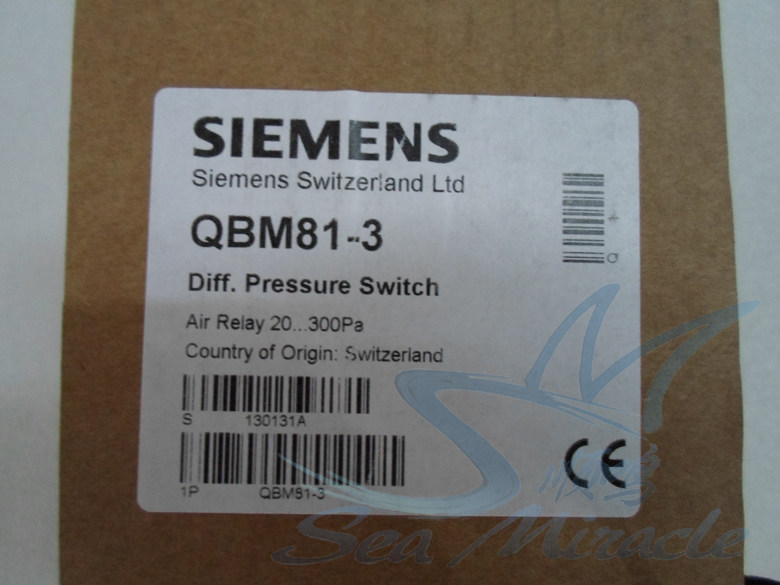 SIEMENS
Siemens Switzerland Ltd
QBM81-3
Diff. Pressure Switch
Air Relay 20...300Pa
Country of Origin: Switzerland
S 130131A
1P QBM81-3
Q 1
CE
Sea Miracle